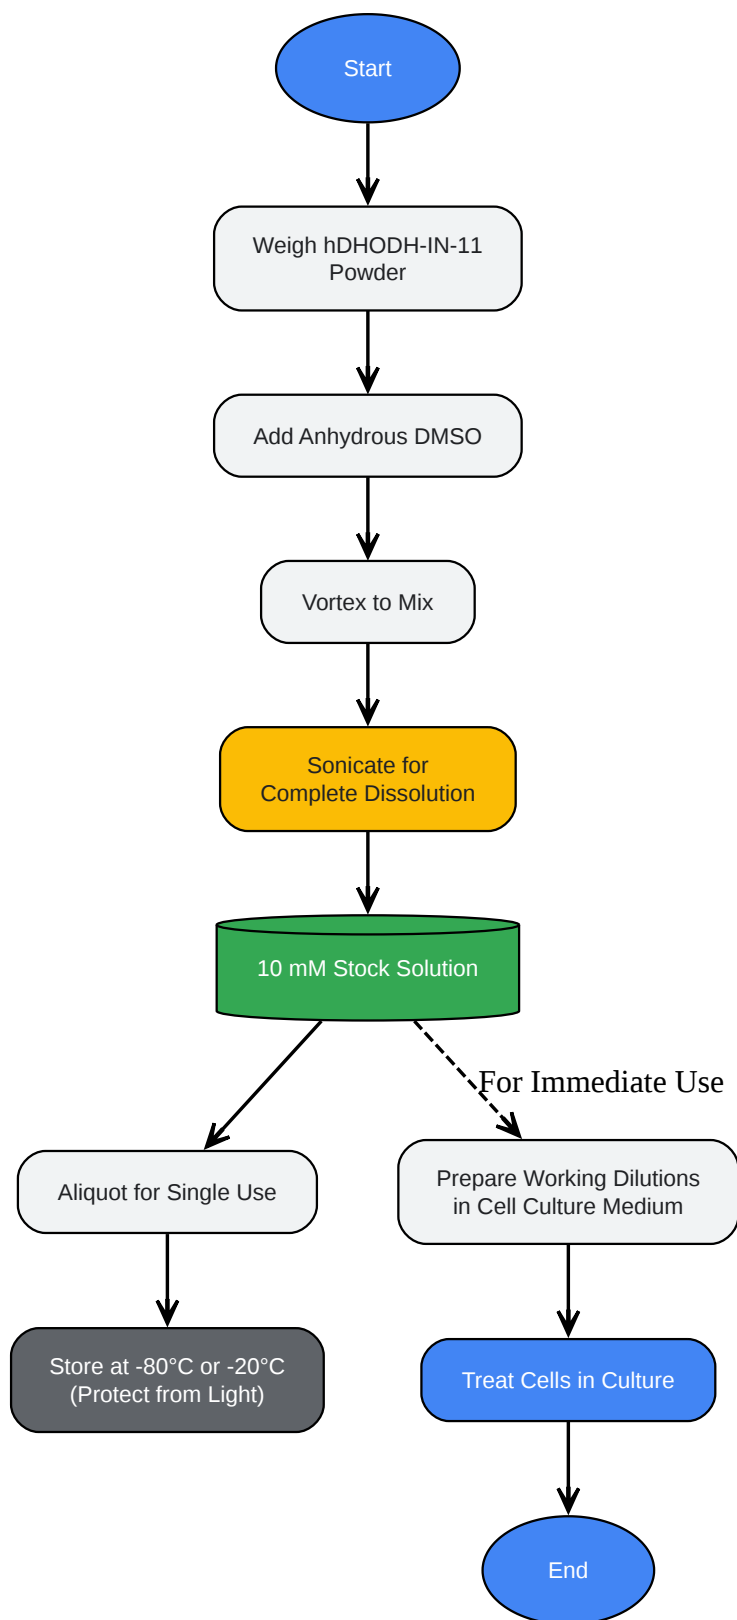 Start
Weigh hDHODH-IN-11
Powder
Add Anhydrous DMSO
Vortex to Mix
Sonicate for
Complete Dissolution
10 mM Stock Solution
For Immediate Use
Aliquot for Single Use
Prepare Working Dilutions
in Cell Culture Medium
Store at -80°C or -20°C
(Protect from Light)
Treat Cells in Culture
End